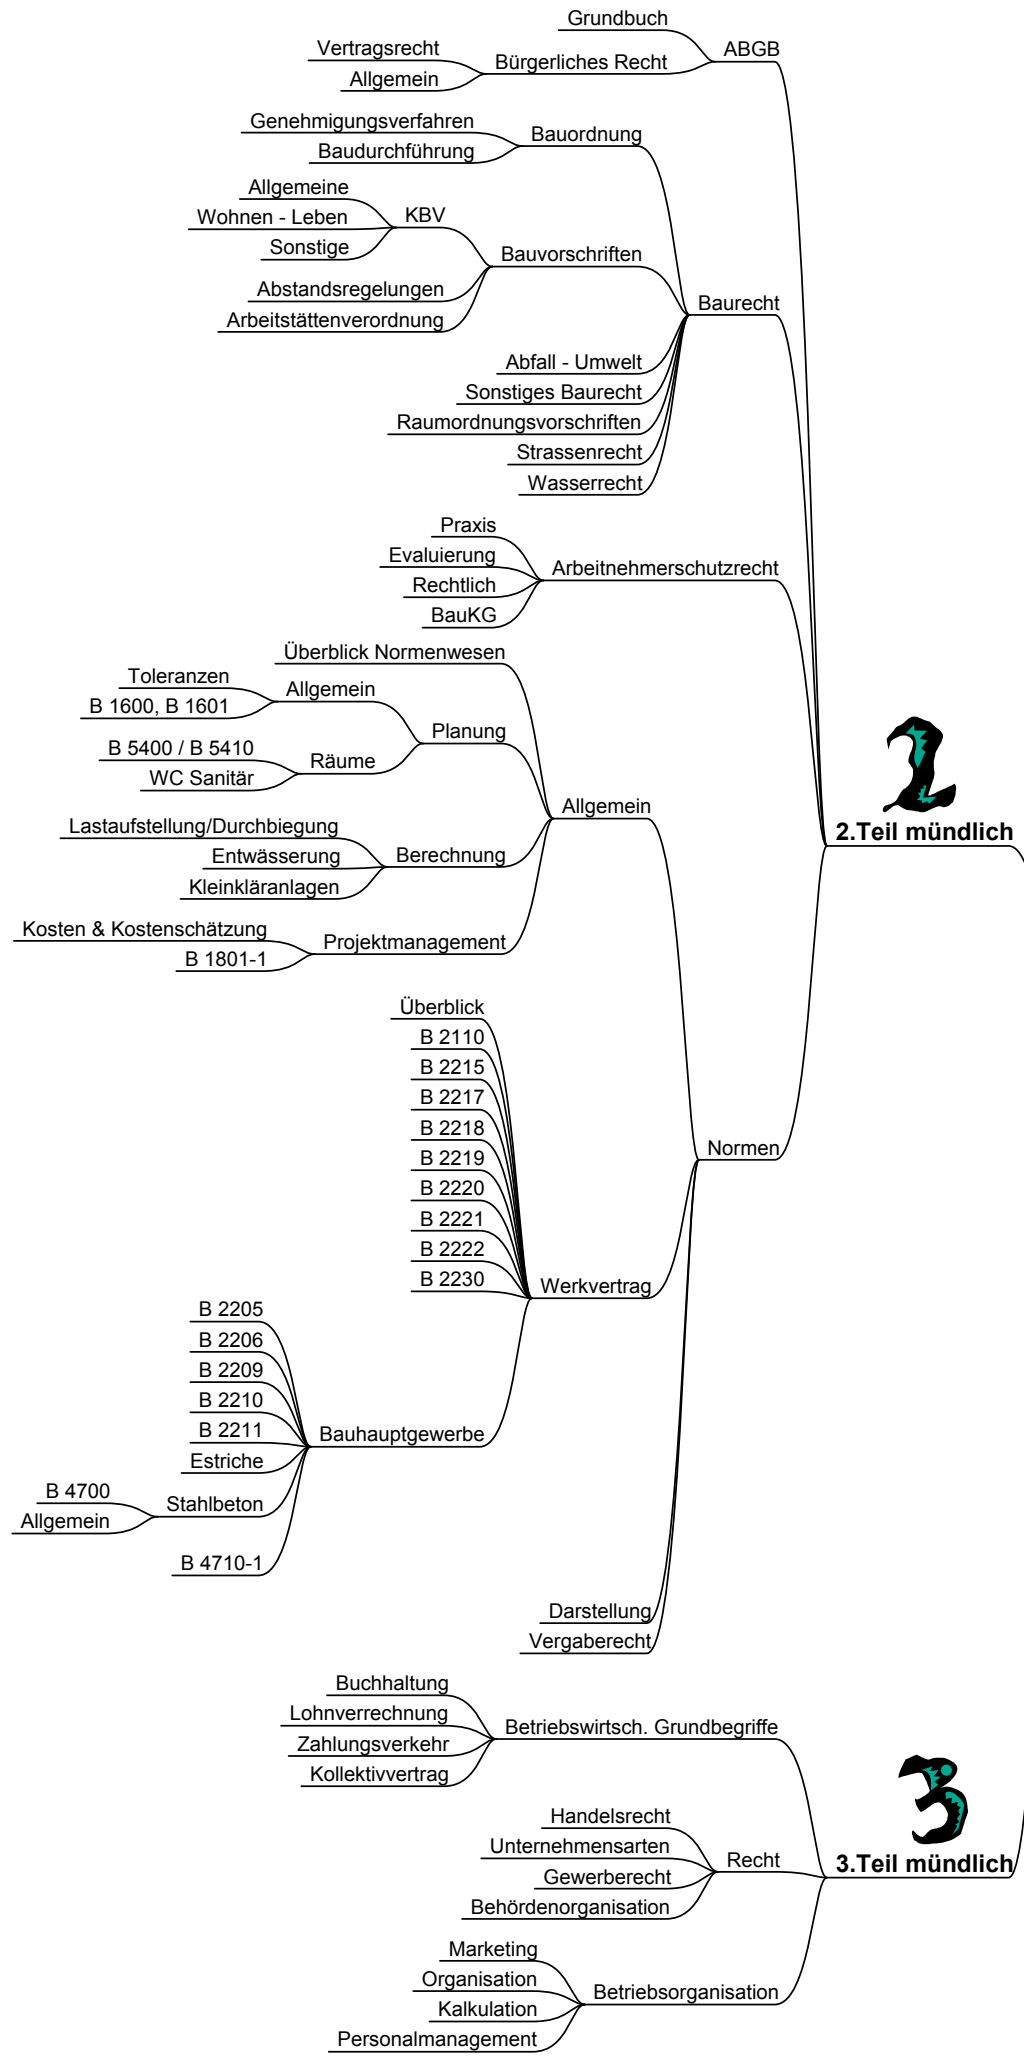 Grundbuch
ABGB
Vertragsrecht
Bürgerliches Recht
Allgemein
Genehmigungsverfahren
Bauordnung
Baudurchführung
Allgemeine
KBV
Wohnen - Leben
Sonstige
Bauvorschriften
Abstandsregelungen
Arbeitstättenverordnung
Baurecht
Abfall - Umwelt
Sonstiges Baurecht
Raumordnungsvorschriften
Strassenrecht
Wasserrecht
Praxis
Evaluierung
Arbeitnehmerschutzrecht
Rechtlich
BauKG
Überblick Normenwesen
Toleranzen
Allgemein
B 1600, B 1601
Planung
B 5400 / B 5410
Räume
WC Sanitär
Allgemein
Lastaufstellung/Durchbiegung
Entwässerung
Berechnung
Kleinkläranlagen
Kosten & Kostenschätzung
Projektmanagement
B 1801-1
2
2.Teil mündlich
Überblick
B 2110
B 2215
B 2217
B 2218
B 2219
B 2220
B 2221
B 2222
B 2230
Normen
Werkvertrag
B 2205
B 2206
B 2209
B 2210
B 2211
Bauhauptgewerbe
Estriche
B 4700
Stahlbeton
Allgemein
B 4710-1
Darstellung
Vergaberecht
Buchhaltung
Lohnverrechnung
Betriebswirtsch. Grundbegriffe
Zahlungsverkehr
Kollektivvertrag
3
3.Teil mündlich
Handelsrecht
Unternehmensarten
Recht
Gewerberecht
Behördenorganisation
Marketing
Organisation
Betriebsorganisation
Kalkulation
Personalmanagement